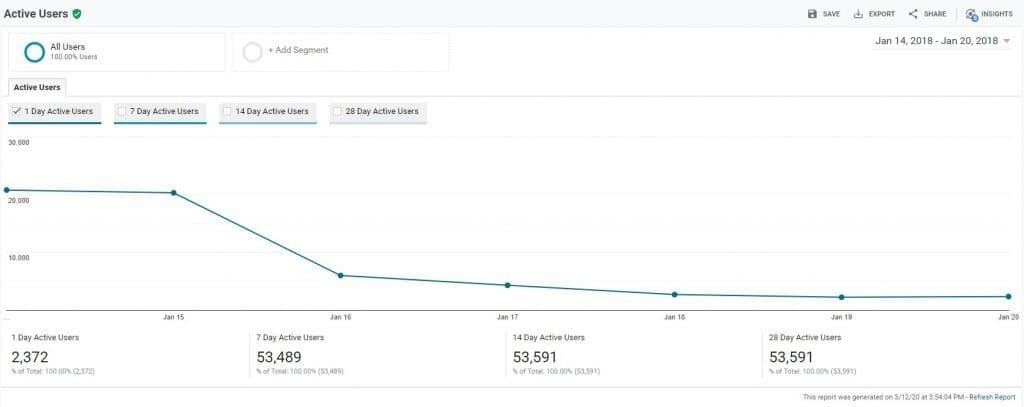 Active Users
SAVE EXPORT SHARE INSIGHTS
All Users
100.00% Users
+ Add Segment
Jan 14, 2018 - Jan 20, 2018
Active Users
1 Day Active Users 7 Day Active Users 14 Day Active Users 28 Day Active Users
30,000
20,000
10,000
... Jan 15 Jan 16 Jan 17 Jan 18 Jan 19 Jan 20
1 Day Active Users 7 Day Active Users 14 Day Active Users 28 Day Active Users
2,372 53,489 53,591 53,591
% of Total: 100.00% (2,372) % of Total: 100.00% (53,489) % of Total: 100.00% (53,591) % of Total: 100.00% (53,591)
This report was generated on 3/12/20 at 3:54:04 PM - Refresh Report